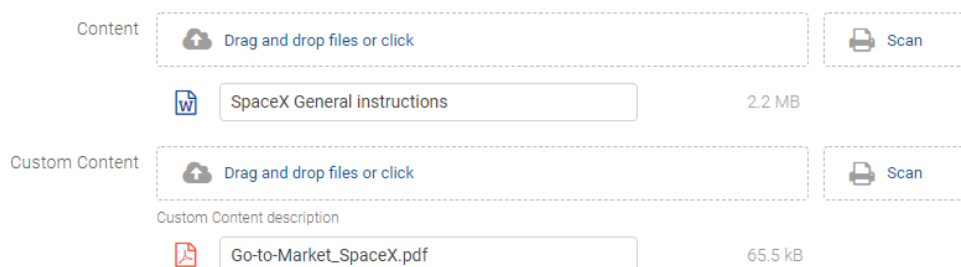 Content
Drag and drop files or click
Scan
W
SpaceX General instructions
2.2 MB
Custom Content
Drag and drop files or click
Scan
Custom Content description
Go-to-Market_SpaceX.pdf
65.5 kB